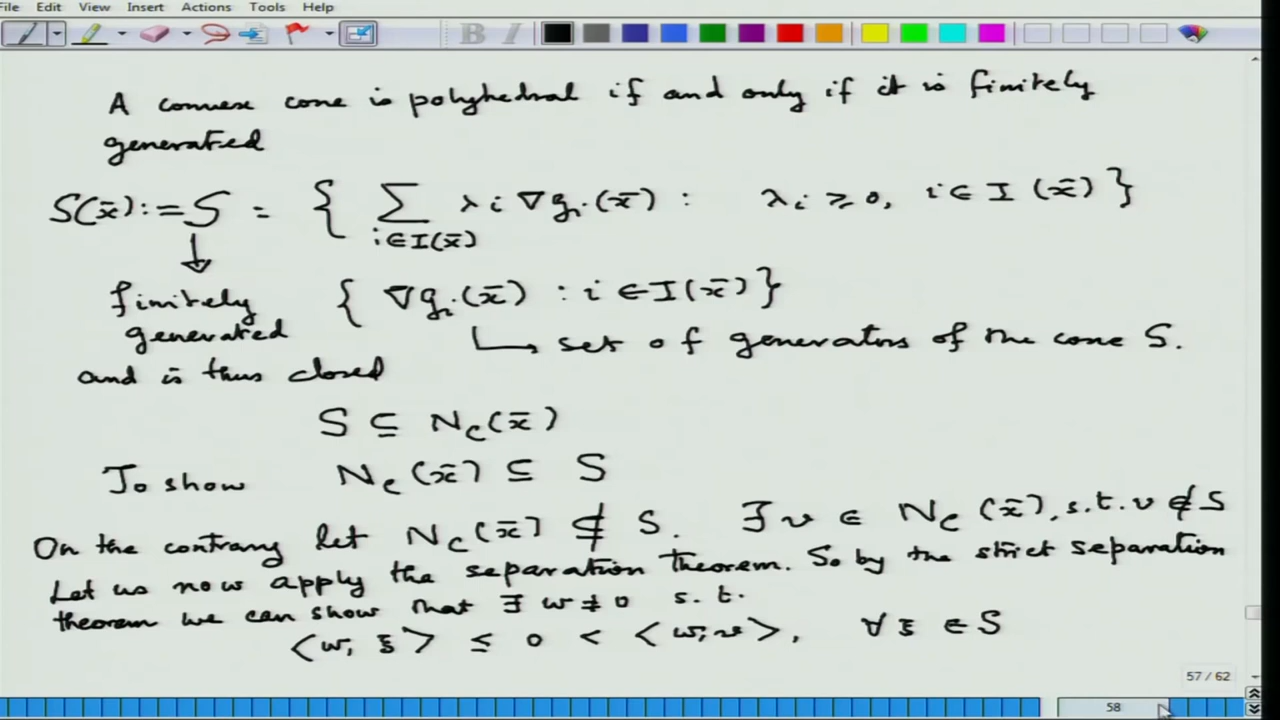 File Edit View Insert Actions Tools Help
A convex cone is polyhedral if and only if it is finitely
generated
S(x̄) := S = { ∑ λi ∇gi(x̄) : λi ≥ 0, i ∈ I(x̄) }
i ∈ I(x̄)
finitely { ∇gi(x̄) : i ∈ I(x̄) }
generated → set of generators of the cone S.
and is thus closed
S ⊆ Nc(x̄)
To show Nc(x̄) ⊆ S
On the contrary let Nc(x̄) ⊈ S. ∃ v ∈ Nc(x̄), s.t. v ∉ S
Let us now apply the separation theorem. So by the strict separation
theorem we can show that ∃ w ≠ 0 s.t.
⟨w, ξ⟩ ≤ 0 < ⟨w, v⟩, ∀ ξ ∈ S
57 / 62
58